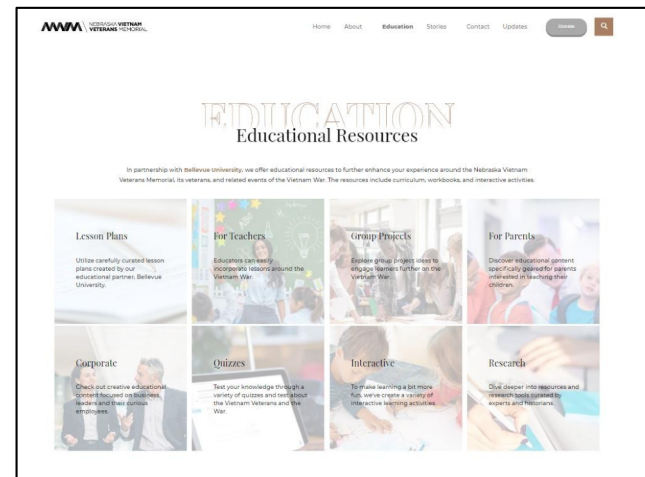 NEBRASKA VIETNAM
VETERANS MEMORIAL
Home About Education Stories Contact Updates Donate
EDUCATION
Educational Resources
In partnership with Bellevue University, we offer educational resources to further enhance your experience around the Nebraska Vietnam
Veterans Memorial, its veterans, and related events of the Vietnam War. The resources include curriculum, workbooks, and interactive activities.
Lesson Plans
Utilize carefully curated lesson
plans created by our
educational partner, Bellevue
University.
For Teachers
Educators can easily
incorporate lessons around the
Vietnam War.
Group Projects
Explore group project ideas to
engage learners further on the
Vietnam War.
For Parents
Discover educational content
specifically geared for parents
interested in teaching their
children.
Corporate
Check out creative educational
content focused on business
leaders and their curious
employees.
Quizzes
Test your knowledge through a
variety of quizzes and test about
the Vietnam Veterans and the
War.
Interactive
To make learning a bit more
fun, we've create a variety of
interactive learning activities.
Research
Dive deeper into resources and
research tools curated by
experts and historians.